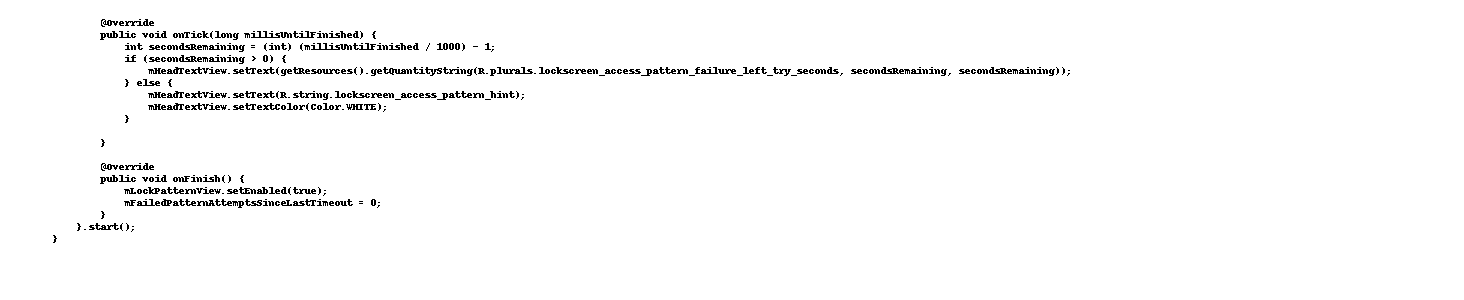 @Override
public void onTick(long millisUntilFinished) {
int secondsRemaining = (int) (millisUntilFinished / 1000) - 1;
if (secondsRemaining > 0) {
mHeadTextView.setText(getResources().getQuantityString(R.plurals.lockscreen_access_pattern_failure_left_try_seconds, secondsRemaining, secondsRemaining));
} else {
mHeadTextView.setText(R.string.lockscreen_access_pattern_hint);
mHeadTextView.setTextColor(Color.WHITE);
}
}
@Override
public void onFinish() {
mLockPatternView.setEnabled(true);
mFailedPatternAttemptsSinceLastTimeout = 0;
}
}.start();
}